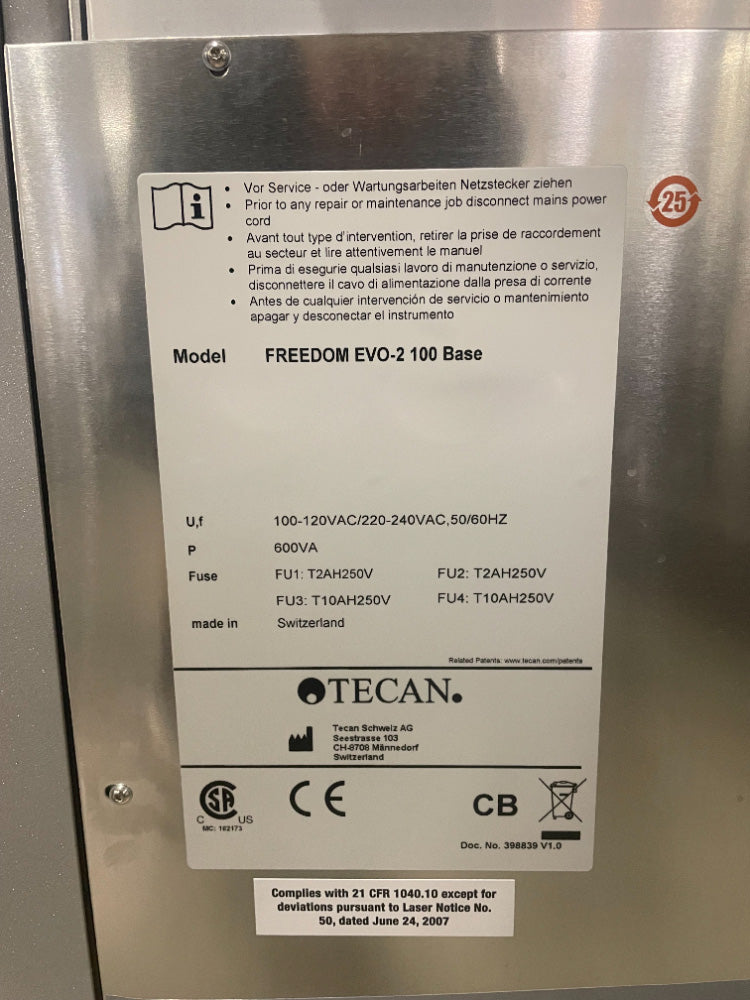 • Vor Service - oder Wartungsarbeiten Netzstecker ziehen
• Prior to any repair or maintenance job disconnect mains power
cord
• Avant tout type d'intervention, retirer la prise de raccordement
au secteur et lire attentivement le manuel
• Prima di esegurie qualsiasi lavoro di manutenzione o servizio,
disconnettere il cavo di alimentazione dalla presa di corrente
• Antes de cualquier intervención de servicio o mantenimiento
apagar y desconectar el instrumento
i
25
Model FREEDOM EVO-2 100 Base
U,f 100-120VAC/220-240VAC,50/60HZ
P 600VA
Fuse FU1: T2AH250V FU2: T2AH250V
FU3: T10AH250V FU4: T10AH250V
made in Switzerland
Related Patents: www.tecan.com/patents
TECAN.
Tecan Schweiz AG
Seestrasse 103
CH-8708 Männedorf
Switzerland
C SA US
MC: 182173
CE
CB
Doc. No. 398839 V1.0
Complies with 21 CFR 1040.10 except for
deviations pursuant to Laser Notice No.
50, dated June 24, 2007